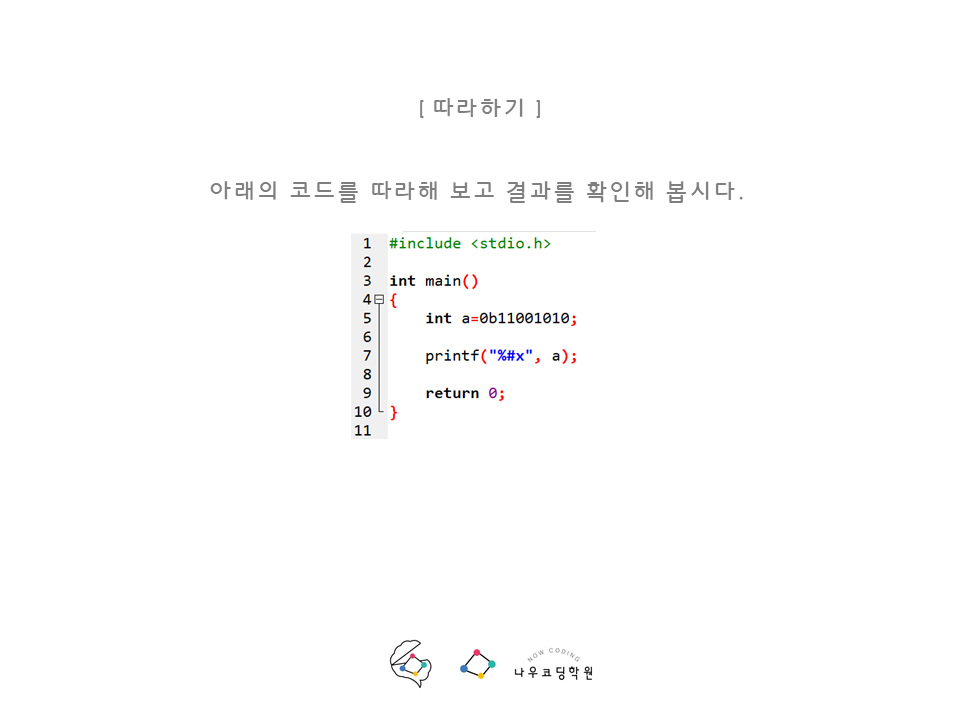 [ 따라하기 ]
아래의 코드를 따라해 보고 결과를 확인해 봅시다.
1 #include <stdio.h>
2
3 int main()
4 {
5 int a=0b11001010;
6
7 printf("%#x", a);
8
9 return 0;
10 }
11
NOW CODING
나우코딩학원